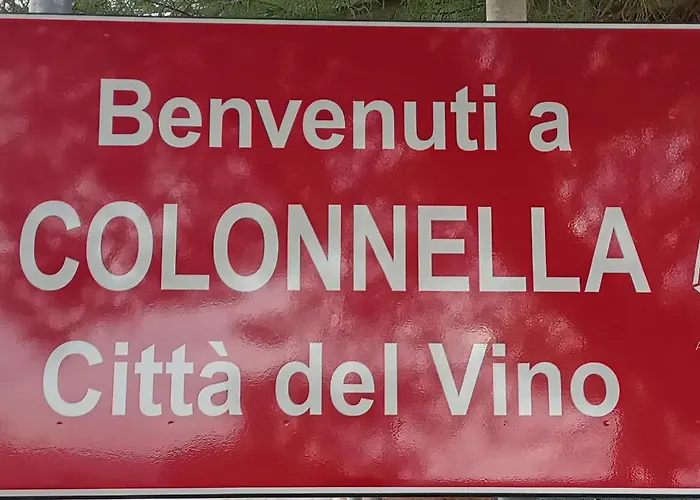 Benvenuti a
COLONNELLA
Città del Vino